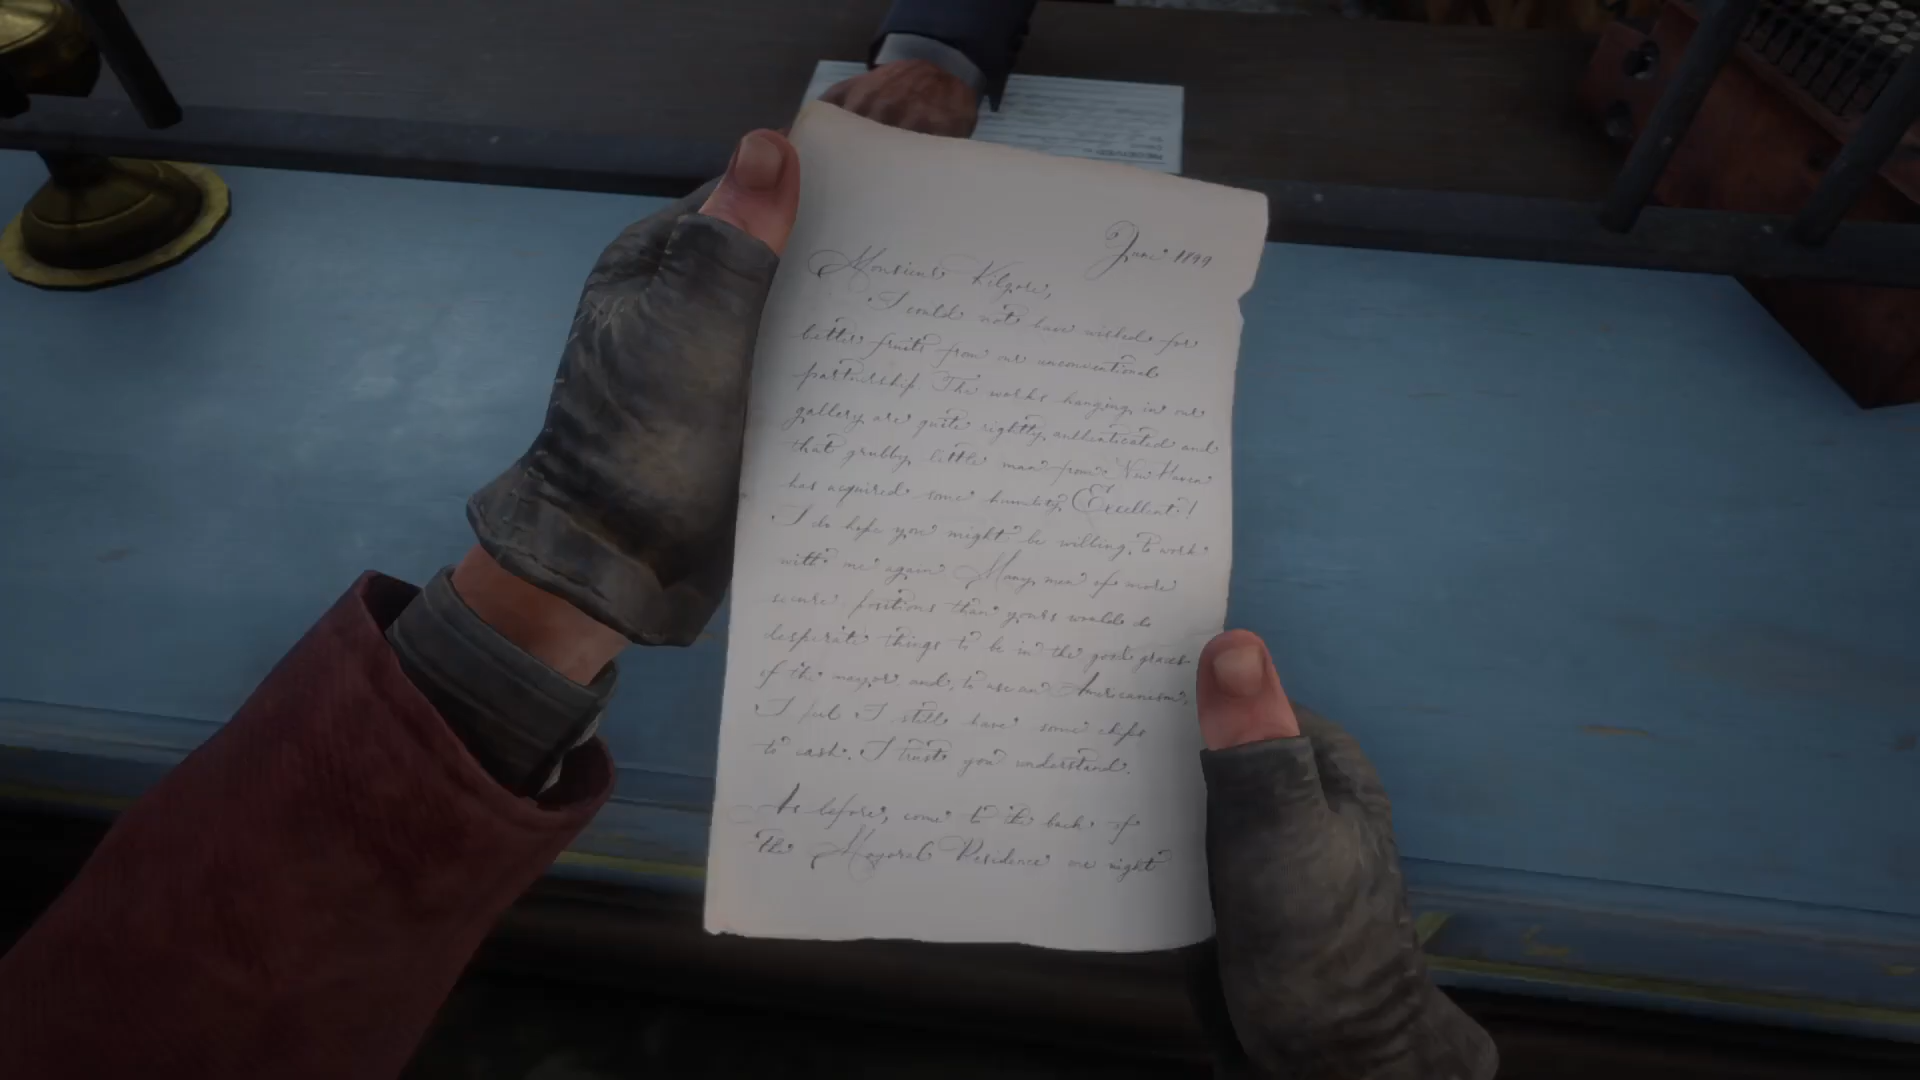 June 1899
Monsieur Kilgore,
I could not have wished for
better fruits from our unconventional
partnership. The works hanging in our
gallery are quite rightly authenticated and
that grubby little man from New Haven
has acquired some humility. Excellent!
I do hope you might be willing to work
with me again. Many men of more
secure positions than yours would do
desperate things to be in the good graces
of the mayor and, to use an Americanism,
I feel I still have some chips
to cash. I trust you understand.
As before, come to the back of
The Mayoral Residence one night